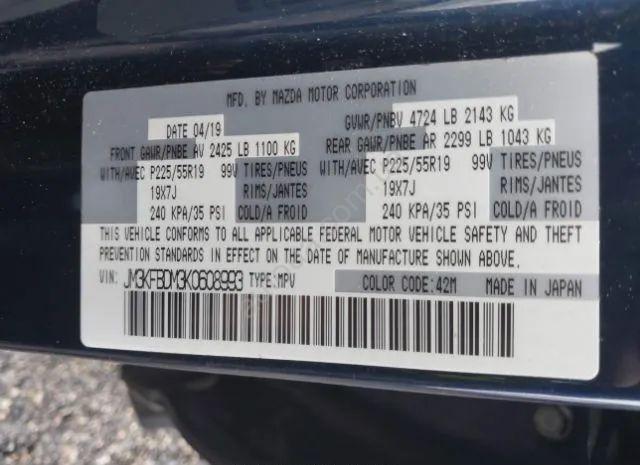 MFD. BY MAZDA MOTOR CORPORATION
DATE 04/19 GVWR/PNBV 4724 LB 2143 KG
FRONT GAWR/PNBE AV 2425 LB 1100 KG REAR GAWR/PNBE AR 2299 LB 1043 KG
WITH/AVEC P225/55R19 99V TIRES/PNEUS WITH/AVEC P225/55R19 99V TIRES/PNEUS
19X7J RIMS/JANTES 19X7J RIMS/JANTES
240 KPA/35 PSI COLD/A FROID 240 KPA/35 PSI COLD/A FROID
THIS VEHICLE CONFORMS TO ALL APPLICABLE FEDERAL MOTOR VEHICLE SAFETY AND THEFT
PREVENTION STANDARDS IN EFFECT ON THE DATE OF MANUFACTURE SHOWN ABOVE.
VIN: JM3KFBDM3K0608993 TYPE: MPV COLOR CODE: 42M MADE IN JAPAN